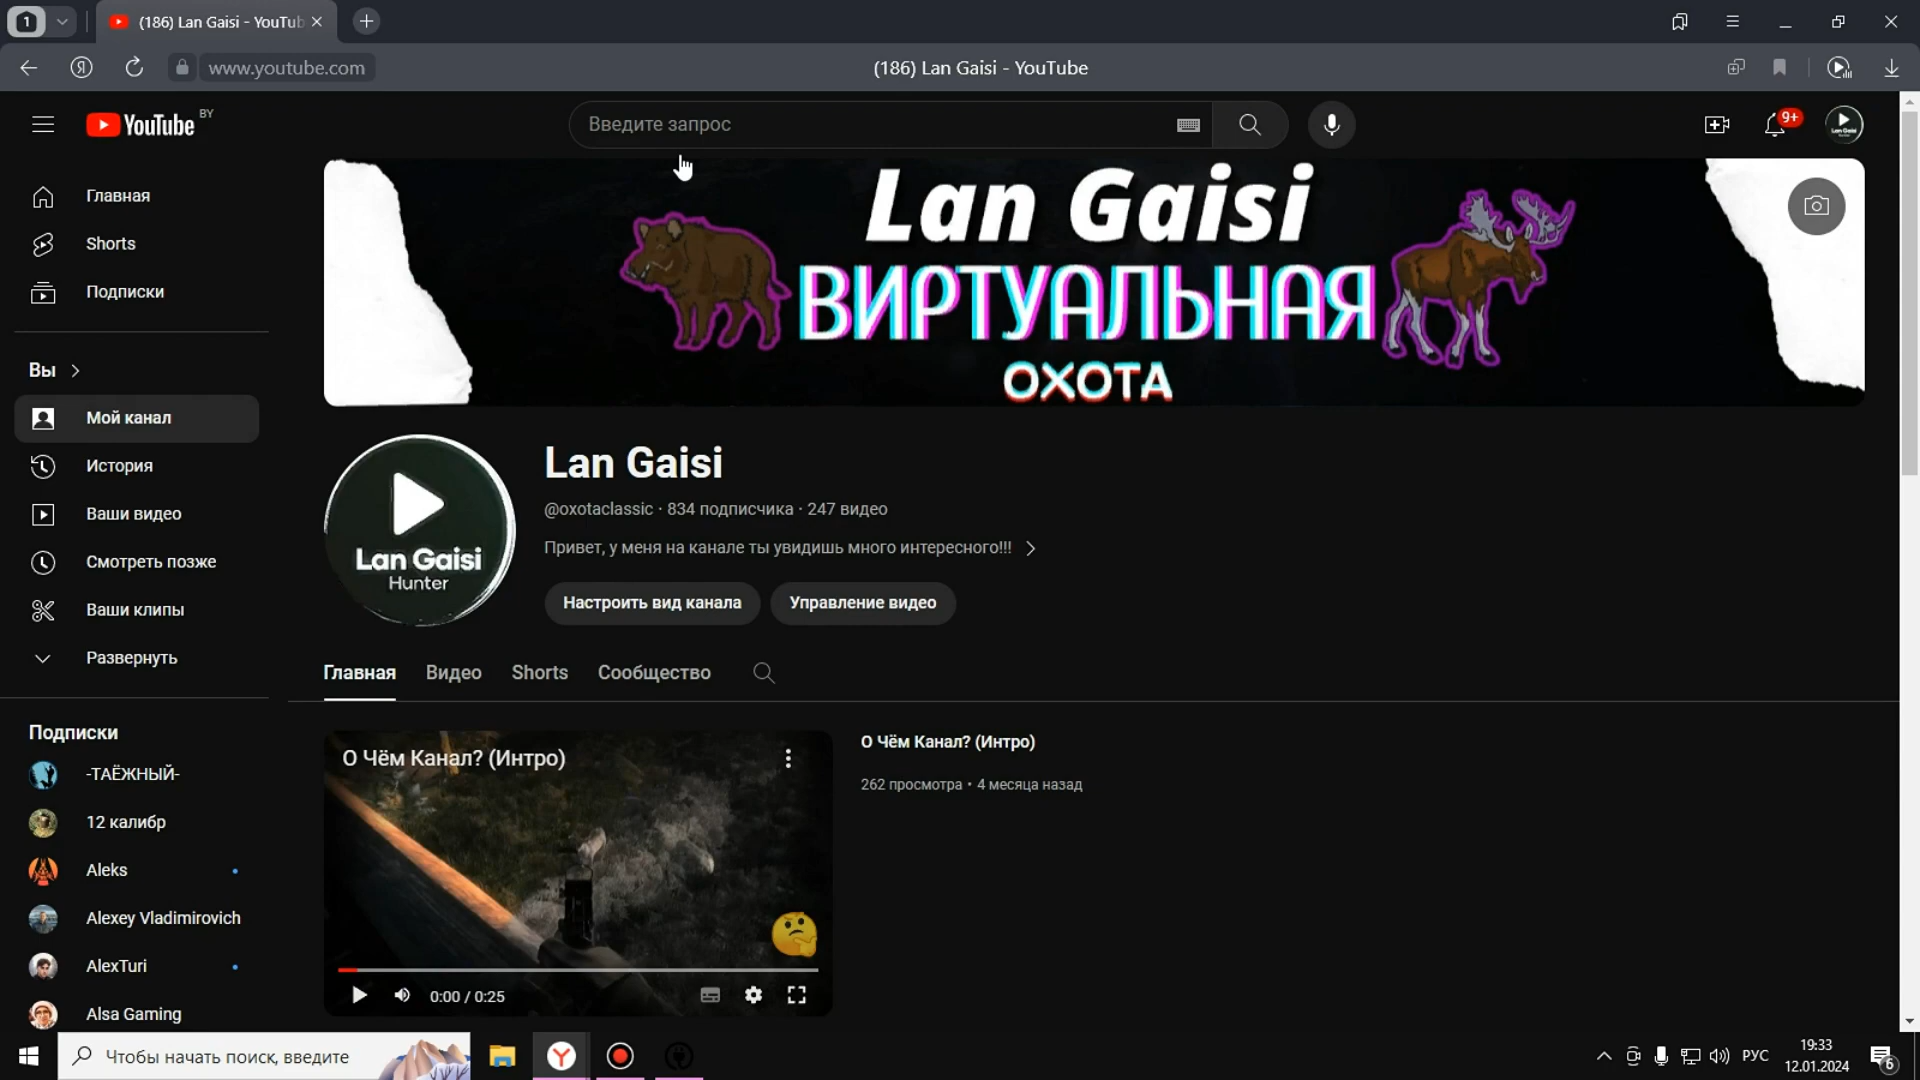 1
(186) Lan Gaisi - YouTub
www.youtube.com
(186) Lan Gaisi - YouTube
YouTube BY
Введите запрос
9+
Главная
Shorts
Подписки
Вы
Мой канал
История
Ваши видео
Смотреть позже
Ваши клипы
Развернуть
Подписки
-ТАЁЖНЫЙ-
12 калибр
Aleks
Alexey Vladimirovich
AlexTuri
Alsa Gaming
Lan Gaisi
ВИРТУАЛЬНАЯ
ОХОТА
Lan Gaisi
Hunter
Lan Gaisi
@oxotaclassic · 834 подписчика · 247 видео
Привет, у меня на канале ты увидишь много интересного!!!
Настроить вид канала
Управление видео
Главная
Видео
Shorts
Сообщество
О Чём Канал? (Интро)
0:00 / 0:25
О Чём Канал? (Интро)
262 просмотра · 4 месяца назад
Чтобы начать поиск, введите
РУС
19:33
12.01.2024
6